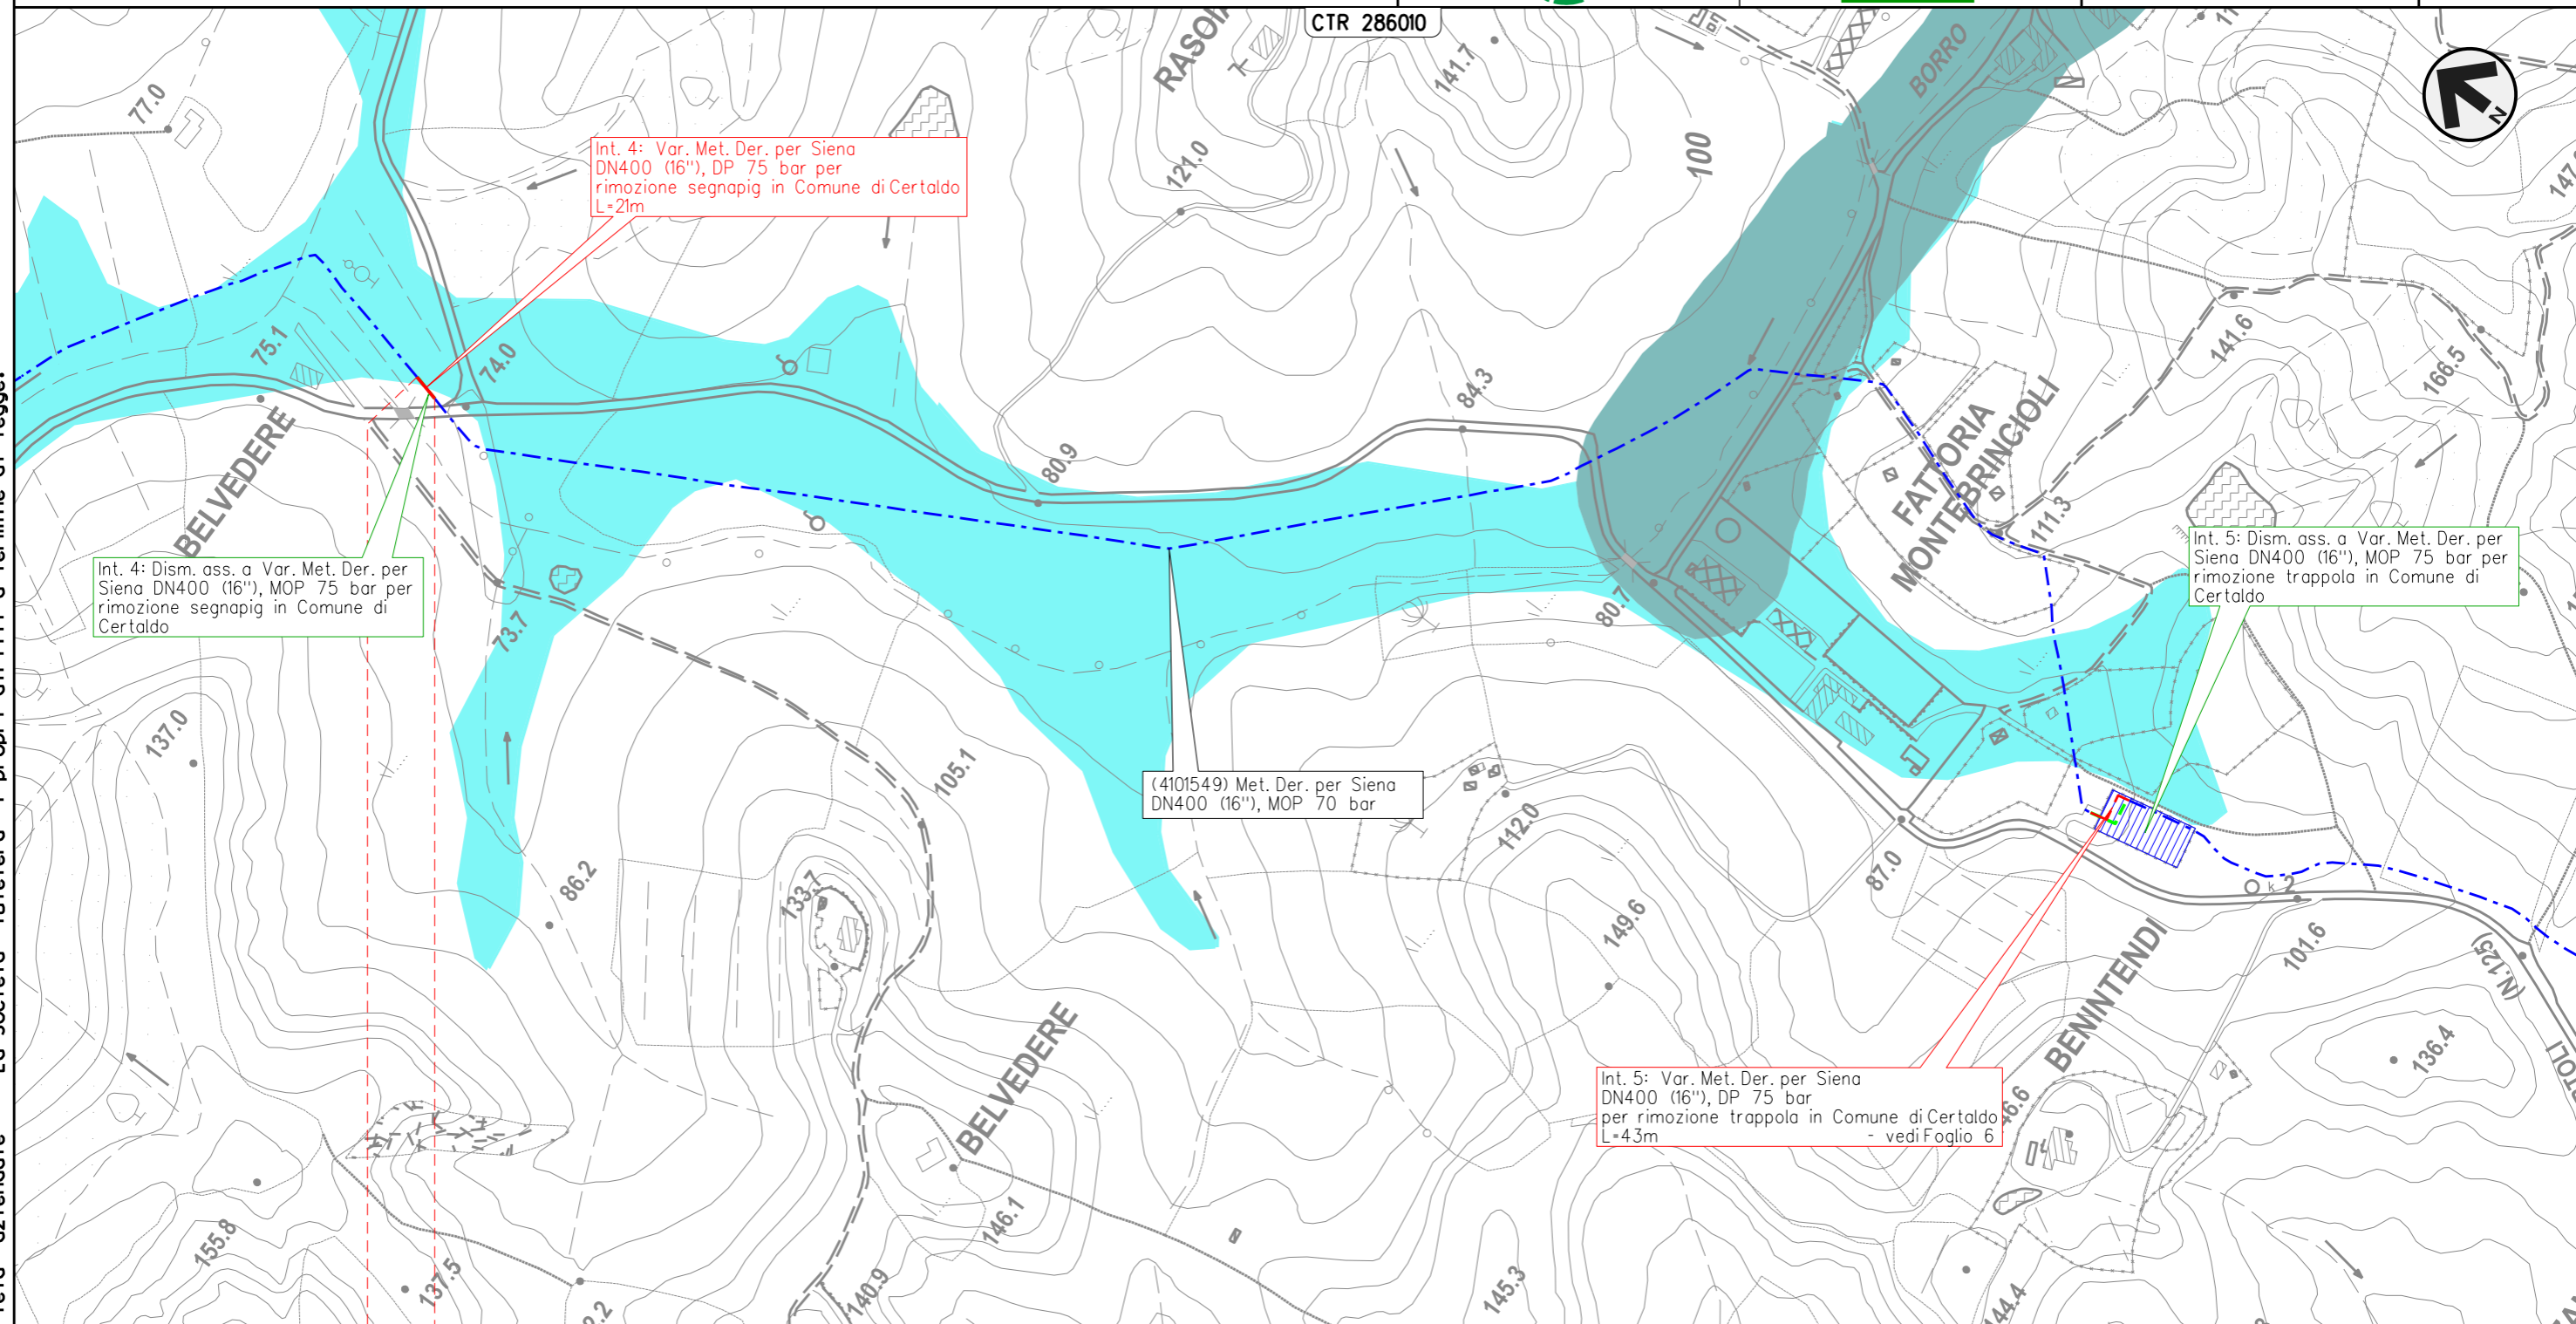 CTR 286010
77.0
141.7
BORRO
121.0
100
Int. 4: Var. Met. Der. per Siena
DN400 (16"), DP 75 bar per
rimozione segnapig in Comune di Certaldo
L=21m
N
75.1
74.0
84.3
80.9
141.6
166.5
BELVEDERE
FATTORIA
MONTEBRINCIOLI
111.3
Int. 4: Dism. ass. a Var. Met. Der. per
Siena DN400 (16"), MOP 75 bar per
rimozione segnapig in Comune di
Certaldo
Int. 5: Dism. ass. a Var. Met. Der. per
Siena DN400 (16"), MOP 75 bar per
rimozione trappola in Comune di
Certaldo
73.7
80.7
137.0
105.1
(4101549) Met. Der. per Siena
DN400 (16"), MOP 70 bar
112.0
86.2
133.7
87.0
k 2
149.6
101.6
(N.125)
BENINTENDI
BELVEDERE
136.4
Int. 5: Var. Met. Der. per Siena
DN400 (16"), DP 75 bar
per rimozione trappola in Comune di Certaldo
L=43m - vedi Foglio 6
155.8
146.1
137.5
140.9
145.3